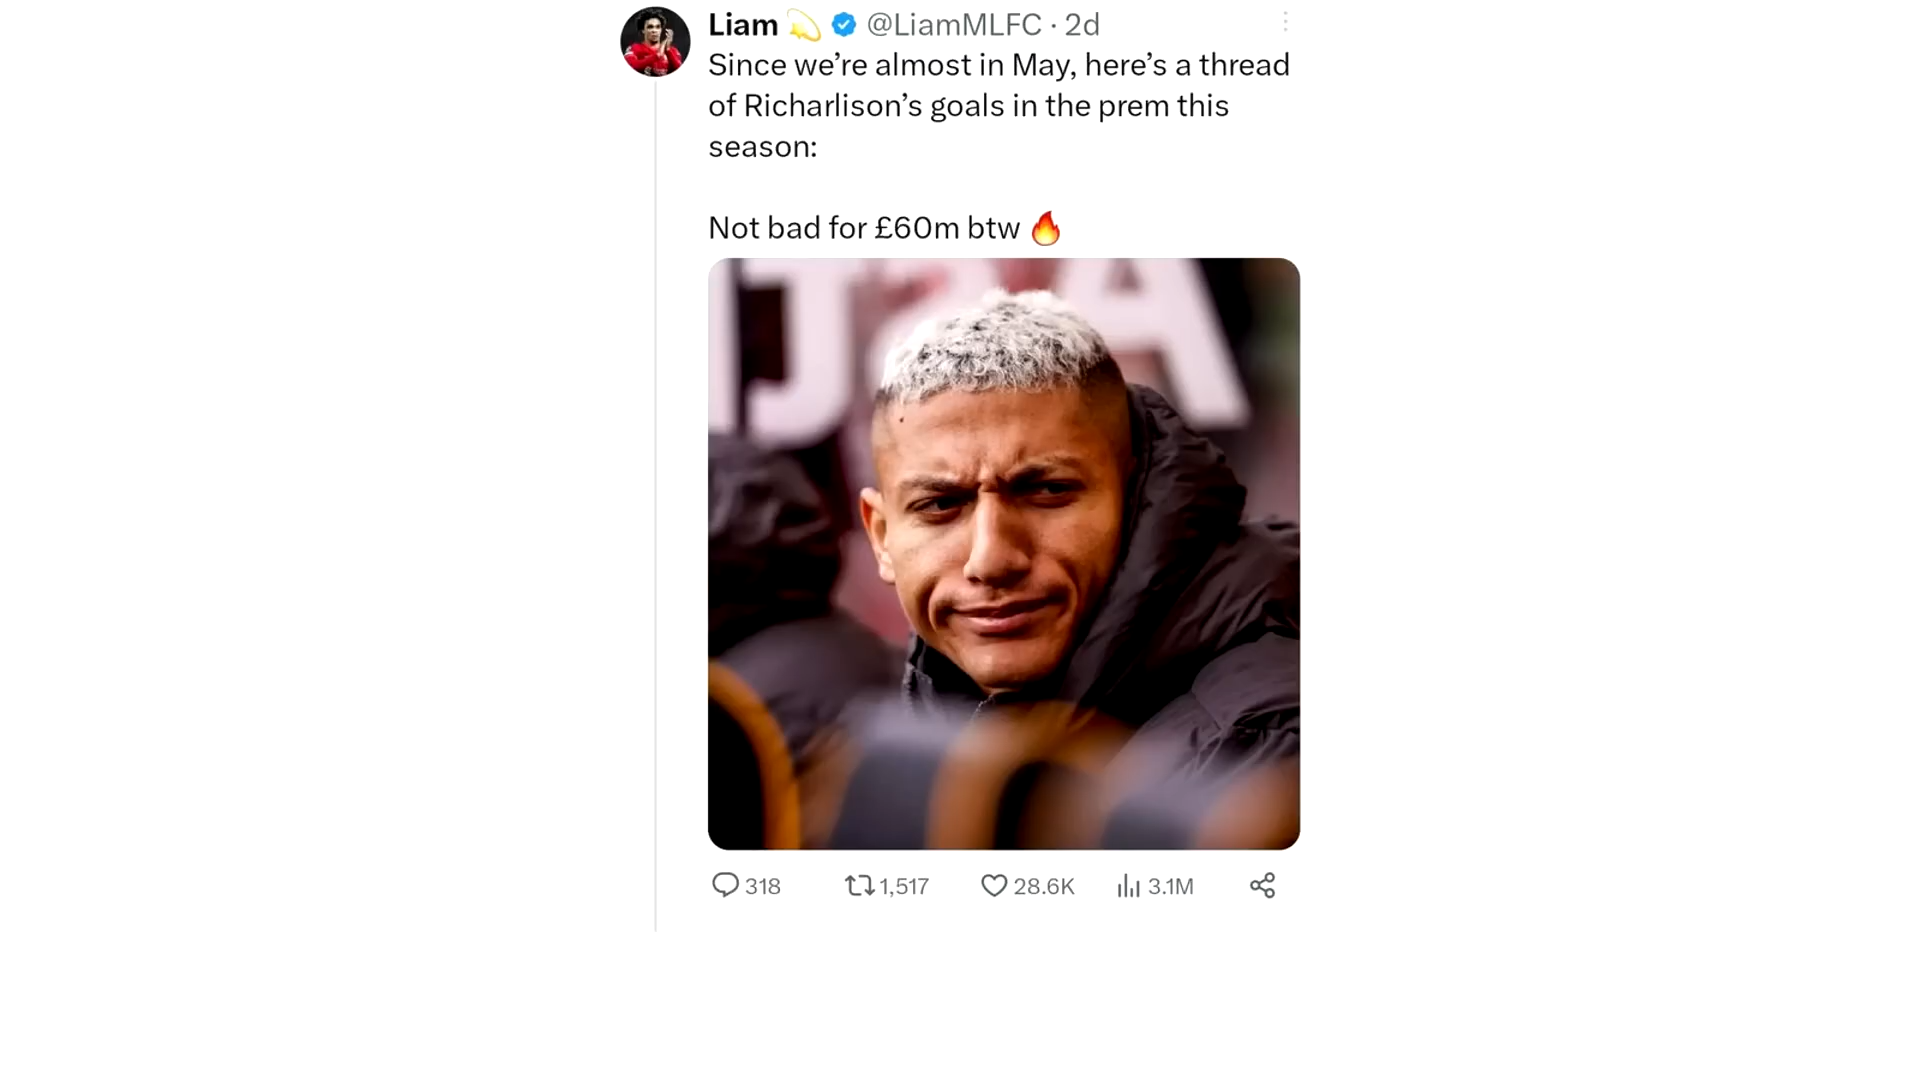 Liam 💫 @LiamMLFC · 2d
Since we’re almost in May, here’s a thread
of Richarlison’s goals in the prem this
season:
Not bad for £60m btw 🔥
318 1,517 28.6K 3.1M